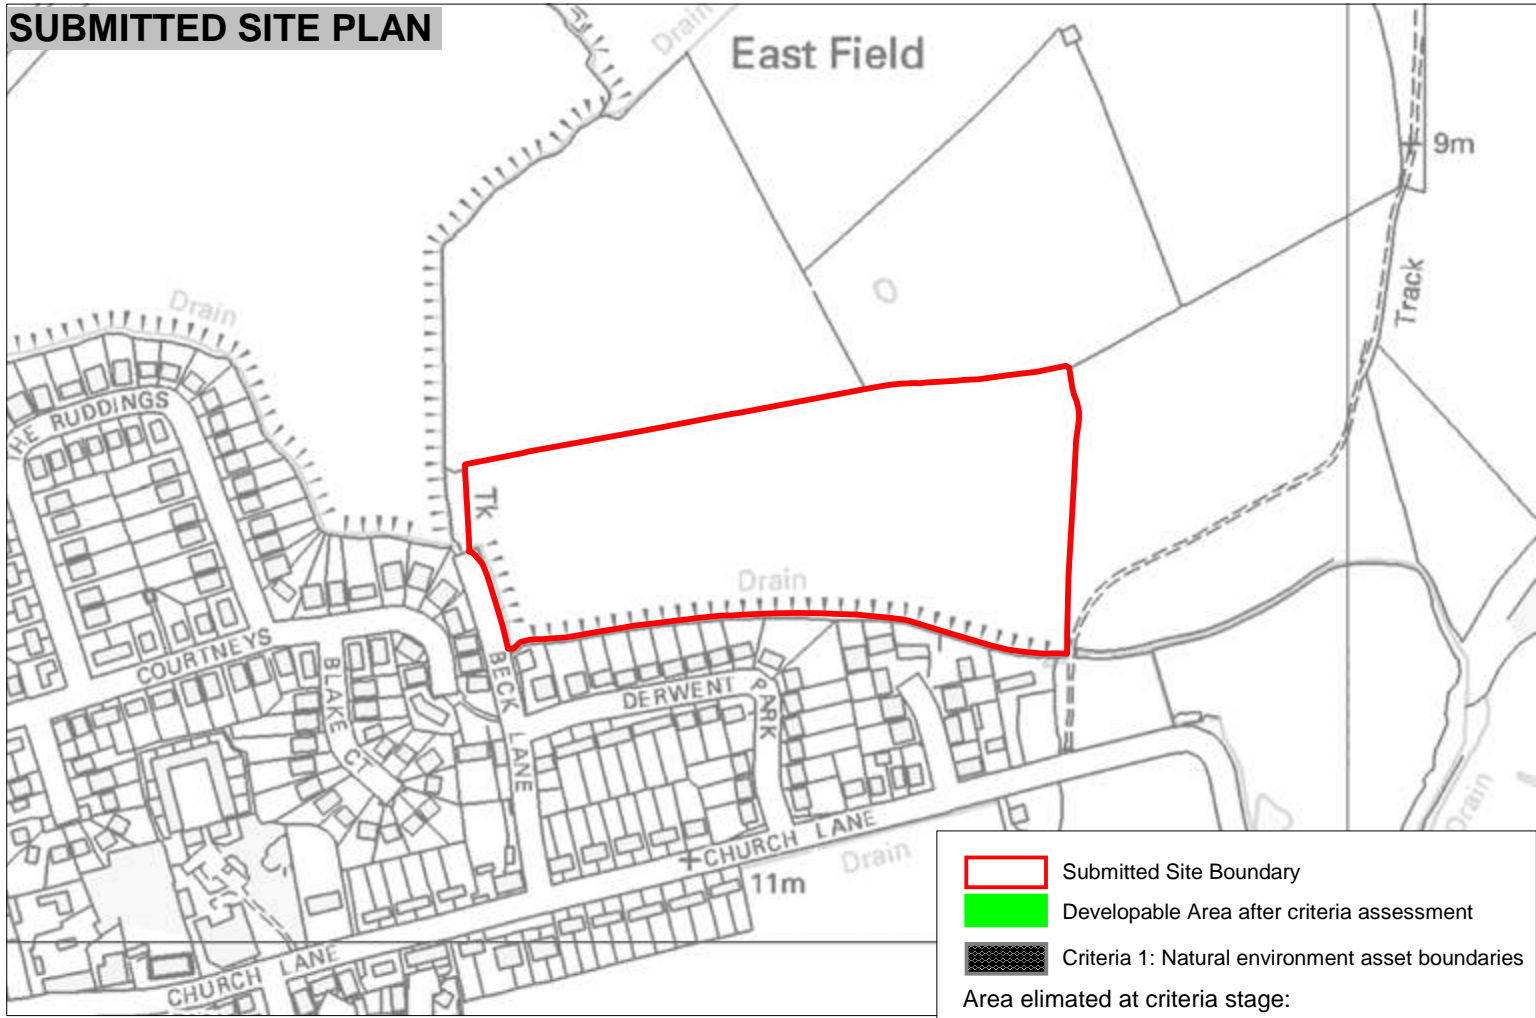 SUBMITTED SITE PLAN
Drain
East Field
9m
Track
Drain
HE RUDDINGS
Tk
Drain
COURTNEYS
BLAKE CT
BECK LANE
DERWENT PARK
CHURCH LANE
11m
Drain
Drain
CHURCH LANE
Submitted Site Boundary
Developable Area after criteria assessment
Criteria 1: Natural environment asset boundaries
Area elimated at criteria stage: